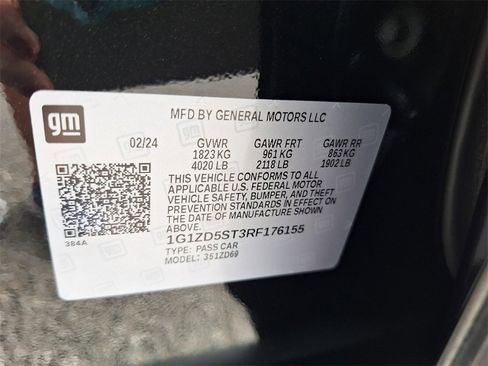 gm
MFD BY GENERAL MOTORS LLC
02/24 GVWR GAWR FRT GAWR RR
1823 KG 961 KG 863 KG
4020 LB 2118 LB 1902 LB
THIS VEHICLE CONFORMS TO ALL
APPLICABLE U.S. FEDERAL MOTOR
VEHICLE SAFETY, BUMPER, AND THEFT
PREVENTION STANDARDS IN EFFECT ON
THE DATE OF MANUFACTURE SHOWN
ABOVE.
384A
1G1ZD5ST3RF176155
TYPE: PASS CAR
MODEL: 351ZD69